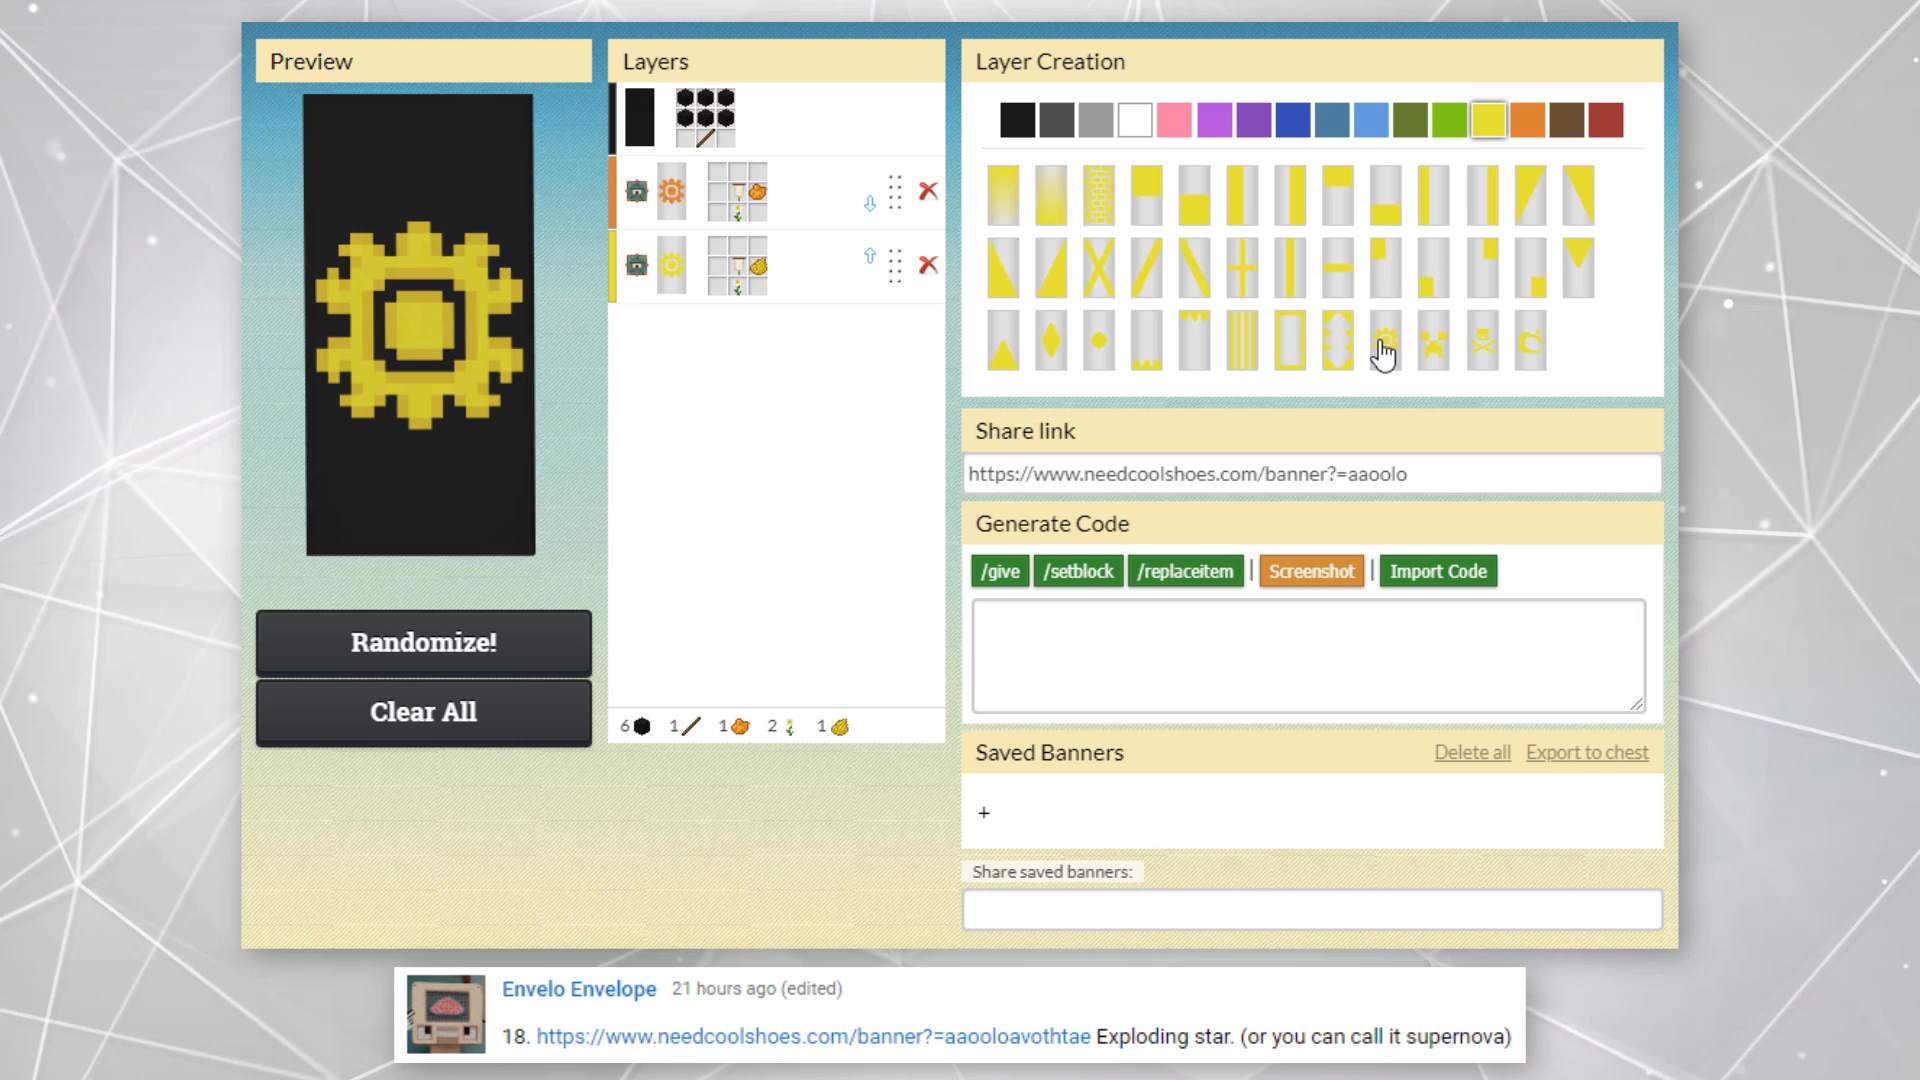 Preview
Layers
Layer Creation
Share link
https://www.needcoolshoes.com/banner?=aaoolo
Generate Code
/give
/setblock
/replaceitem
|
Screenshot
|
Import Code
Randomize!
Clear All
6 1 1 2 1
Saved Banners
Delete all
Export to chest
+
Share saved banners:
Envelo Envelope 21 hours ago (edited)
18. https://www.needcoolshoes.com/banner?=aaooloavothtae Exploding star. (or you can call it supernova)